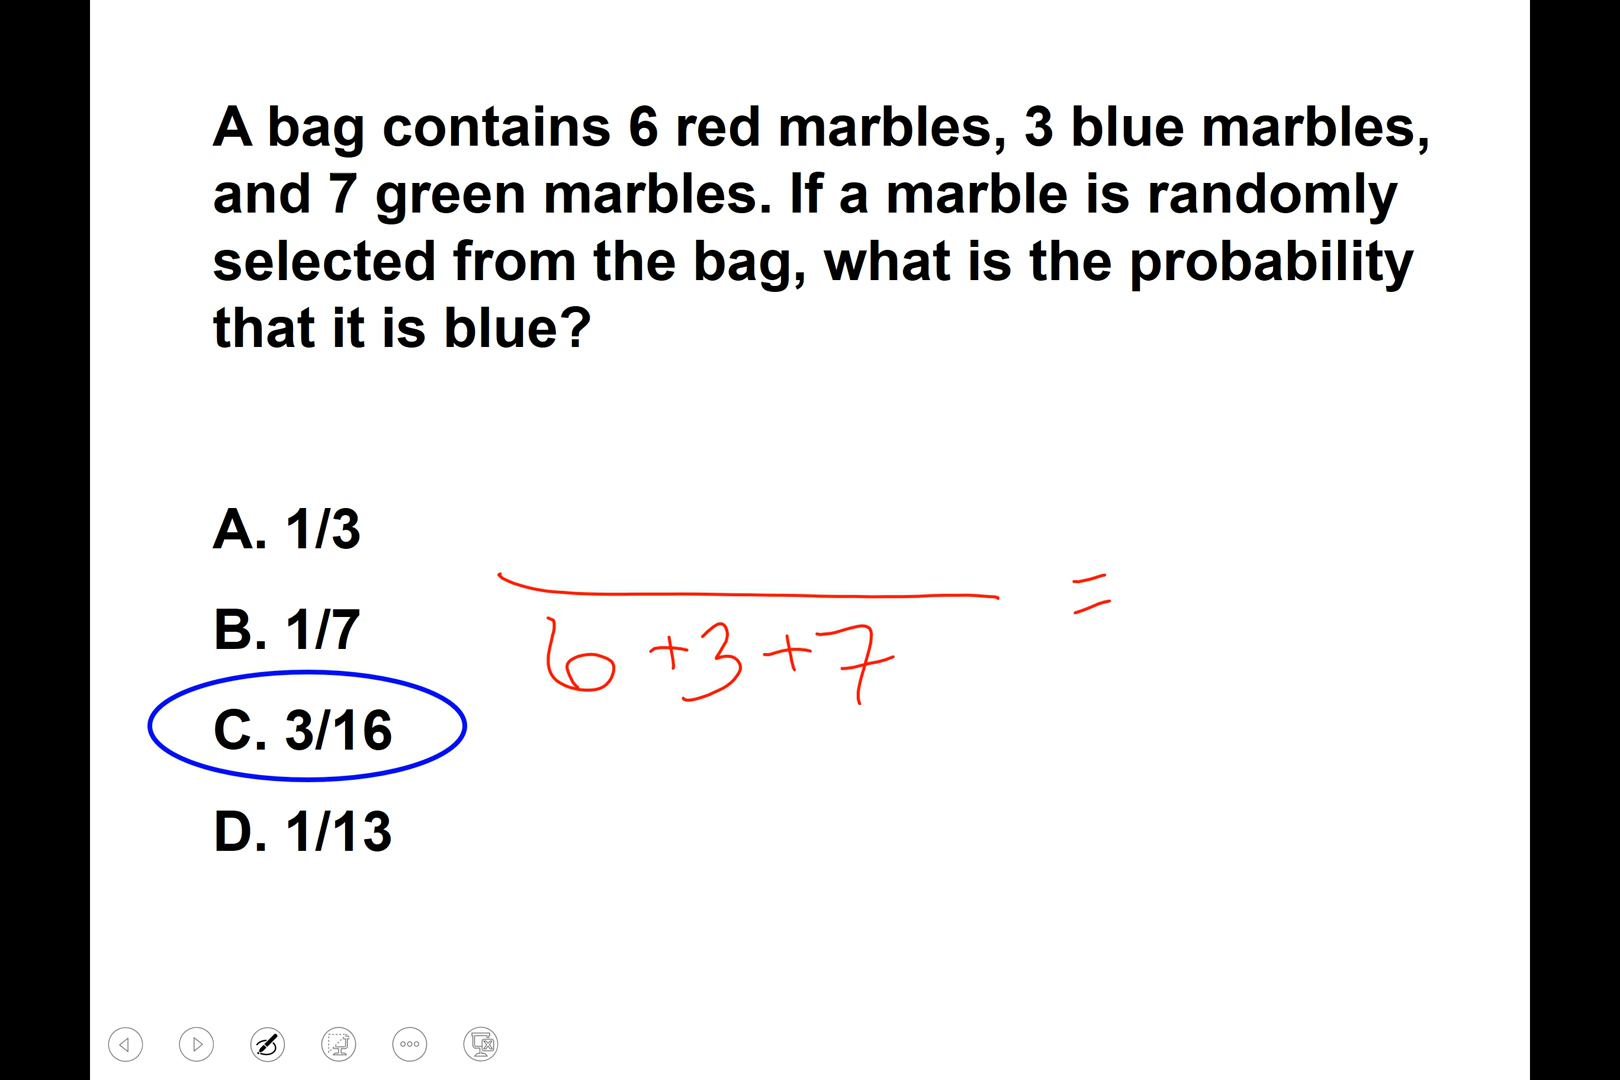 A bag contains 6 red marbles, 3 blue marbles,
and 7 green marbles. If a marble is randomly
selected from the bag, what is the probability
that it is blue?
A. 1/3
B. 1/7
C. 3/16
D. 1/13
=
6 + 3 + 7